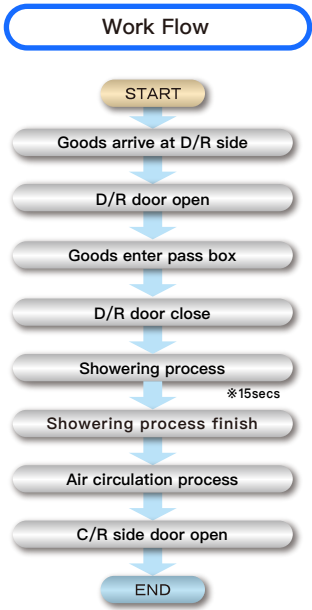 Work Flow
START
Goods arrive at D/R side
D/R door open
Goods enter pass box
D/R door close
Showering process
※15secs
Showering process finish
Air circulation process
C/R side door open
END